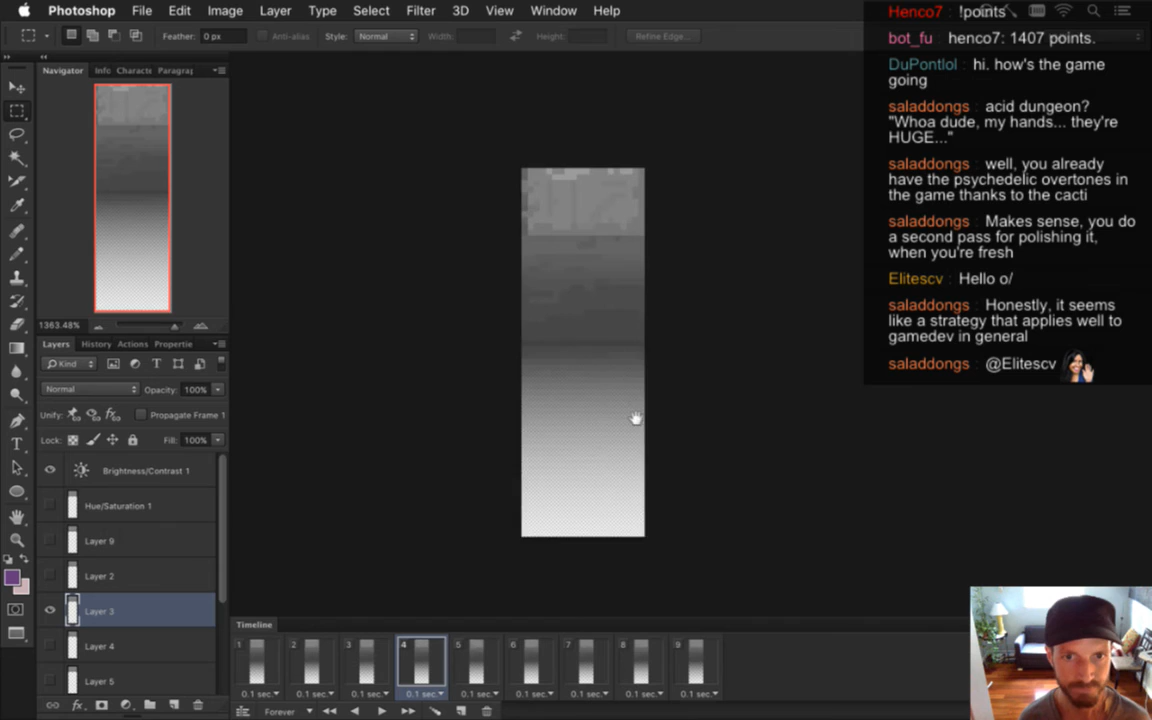 Photoshop File Edit Image Layer Type Select Filter 3D View Window Help
Feather: 0 px Anti-alias Style: Normal Width: Height: Refine Edge...
Navigator Info Characte Paragraj
1363.48%
Layers History Actions Propertie
Kind
Normal Opacity: 100%
Unify: Propagate Frame 1
Lock: Fill: 100%
Brightness/Contrast 1
Hue/Saturation 1
Layer 9
Layer 2
Layer 3
Layer 4
Layer 5
Timeline
1 2 3 4 5 6 7 8 9
0.1 sec. 0.1 sec. 0.1 sec. 0.1 sec. 0.1 sec. 0.1 sec. 0.1 sec. 0.1 sec. 0.1 sec.
Forever
Henco7 : !points
bot_fu : henco7: 1407 points.
DuPontlol : hi. how's the game
going
saladdongs : acid dungeon?
"Whoa dude, my hands... they're
HUGE..."
saladdongs : well, you already
have the psychedelic overtones in
the game thanks to the cacti
saladdongs : Makes sense, you do
a second pass for polishing it,
when you're fresh
Elitescv : Hello o/
saladdongs : Honestly, it seems
like a strategy that applies well to
gamedev in general
saladdongs : @Elitescv